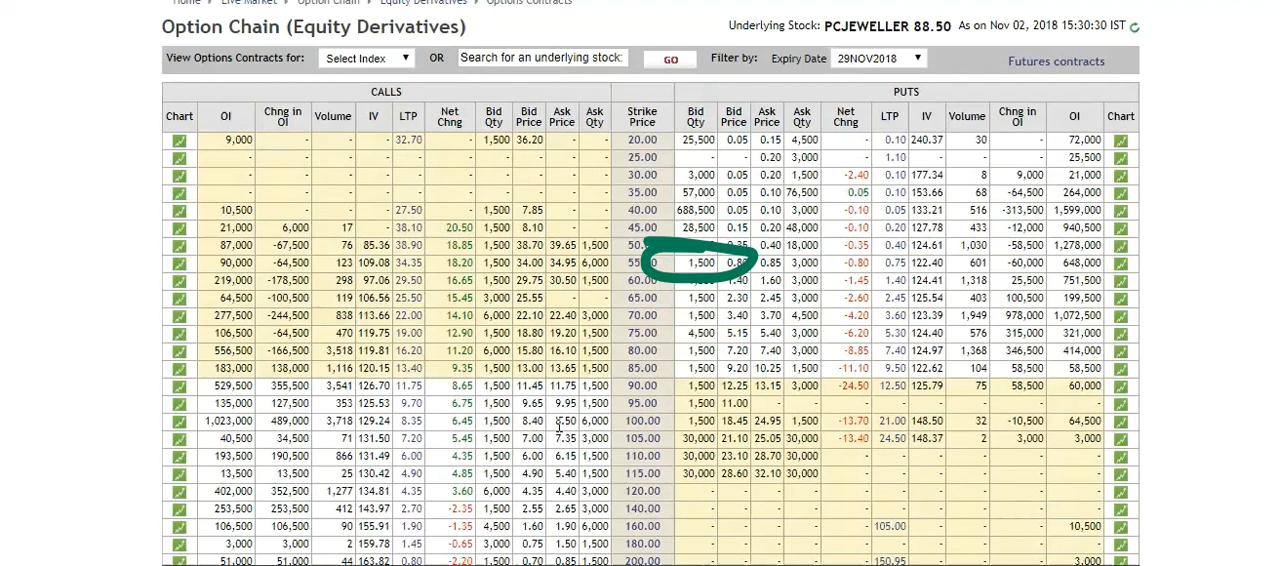 Home Live Market Option Chain Equity Derivatives Options Contracts
Option Chain (Equity Derivatives)
Underlying Stock: PCJEWELLER 88.50 As on Nov 02, 2018 15:30:30 IST
View Options Contracts for: Select Index OR Search for an underlying stock: GO Filter by: Expiry Date 29NOV2018 Futures contracts
CALLS PUTS
Chart OI Chng in OI Volume IV LTP Net Chng Bid Qty Bid Price Ask Price Ask Qty Strike Price Bid Qty Bid Price Ask Price Ask Qty Net Chng LTP IV Volume Chng in OI OI Chart
9,000 - - - 32.70 - 1,500 36.20 - - 20.00 25,500 0.05 0.15 4,500 - 0.10 240.37 30 - 72,000
- - - - - - - - - - 25.00 - - 0.20 3,000 - 1.10 - - - 25,500
- - - - - - - - - - 30.00 3,000 0.05 0.20 1,500 -2.40 0.10 177.34 8 9,000 21,000
- - - - - - - - - - 35.00 57,000 0.05 0.10 76,500 0.05 0.10 153.66 68 -64,500 264,000
10,500 - - - 27.50 - 1,500 7.85 - - 40.00 688,500 0.05 0.10 3,000 -0.10 0.05 133.21 516 -313,500 1,599,000
21,000 6,000 17 - 38.10 20.50 1,500 8.10 - - 45.00 28,500 0.15 0.20 48,000 -0.10 0.20 127.78 433 -12,000 940,500
87,000 -67,500 76 85.36 38.90 18.85 1,500 38.70 39.65 1,500 0.40 18,000 -0.35 0.40 124.61 1,030 -58,500 1,278,000
90,000 -64,500 123 109.08 34.35 18.20 1,500 34.00 34.95 6,000 1,500 0.85 3,000 -0.80 0.75 122.40 601 -60,000 648,000
219,000 -178,500 298 97.06 29.50 16.65 1,500 29.75 30.50 1,500 60.00 1.40 1.60 3,000 -1.45 1.40 124.41 1,318 25,500 751,500
64,500 -100,500 119 106.56 25.50 15.45 3,000 25.55 - - 65.00 1,500 2.30 2.45 3,000 -2.60 2.45 125.54 403 100,500 199,500
277,500 -244,500 838 113.66 22.00 14.10 6,000 22.10 22.40 3,000 70.00 1,500 3.40 3.70 4,500 -4.20 3.60 123.39 1,949 978,000 1,072,500
106,500 -64,500 470 119.75 19.00 12.90 1,500 18.80 19.20 1,500 75.00 4,500 5.15 5.40 3,000 -6.20 5.30 124.40 576 315,000 321,000
556,500 -166,500 3,518 119.81 16.20 11.20 6,000 15.80 16.10 1,500 80.00 1,500 7.20 7.40 3,000 -8.85 7.40 124.97 1,368 346,500 414,000
183,000 138,000 1,116 120.15 13.40 9.35 1,500 13.00 13.65 1,500 85.00 1,500 9.20 10.25 1,500 -11.10 9.50 122.62 104 58,500 58,500
529,500 355,500 3,541 126.70 11.75 8.65 1,500 11.45 11.75 1,500 90.00 1,500 12.25 13.15 3,000 -24.50 12.50 125.79 75 58,500 60,000
135,000 127,500 353 125.53 9.70 6.75 1,500 9.65 9.95 1,500 95.00 1,500 11.00 - - - - - - - -
1,023,000 489,000 3,718 129.24 8.35 6.45 1,500 8.40 8.50 6,000 100.00 1,500 18.45 24.95 1,500 -13.70 21.00 148.50 32 -10,500 64,500
40,500 34,500 71 131.50 7.20 5.45 1,500 7.00 7.35 3,000 105.00 30,000 21.10 25.05 30,000 -13.40 24.50 148.37 2 3,000 3,000
193,500 190,500 866 131.49 6.00 4.35 1,500 6.00 6.15 1,500 110.00 30,000 23.10 28.70 30,000 - - - - - -
13,500 13,500 25 130.42 4.90 4.85 1,500 4.90 5.40 1,500 115.00 30,000 28.60 32.10 30,000 - - - - - -
402,000 352,500 1,277 134.81 4.35 3.60 6,000 4.35 4.40 3,000 120.00 - - - - - - - - - -
253,500 253,500 412 143.97 2.70 -2.35 1,500 2.55 2.65 3,000 140.00 - - - - - - - - - -
106,500 106,500 90 155.91 1.90 -1.35 4,500 1.60 1.90 6,000 160.00 - - - - - 105.00 - - - 10,500
3,000 3,000 2 159.78 1.45 -0.65 3,000 0.75 1.50 1,500 180.00 - - - - - - - - - -
51,000 51,000 44 163.82 0.80 -2.20 1,500 0.70 0.85 1,500 200.00 - - - - - 150.95 - - - 3,000